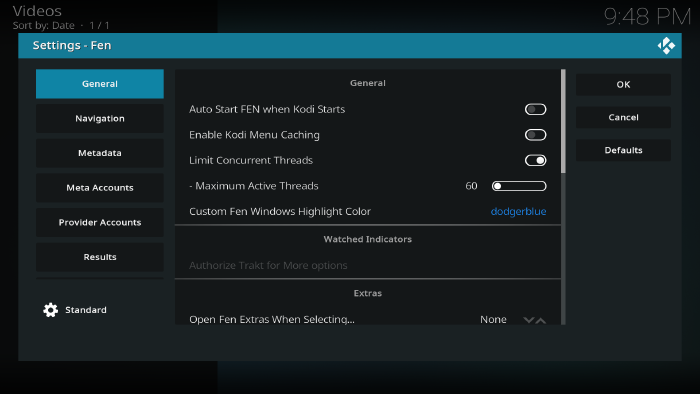 Videos
Sort by: Date · 1 / 1
9:48 PM
Settings - Fen
General
Navigation
Metadata
Meta Accounts
Provider Accounts
Results
Standard
General
Auto Start FEN when Kodi Starts
Enable Kodi Menu Caching
Limit Concurrent Threads
- Maximum Active Threads 60
Custom Fen Windows Highlight Color dodgerblue
Watched Indicators
Authorize Trakt for More options
Extras
Open Fen Extras When Selecting... None
OK
Cancel
Defaults